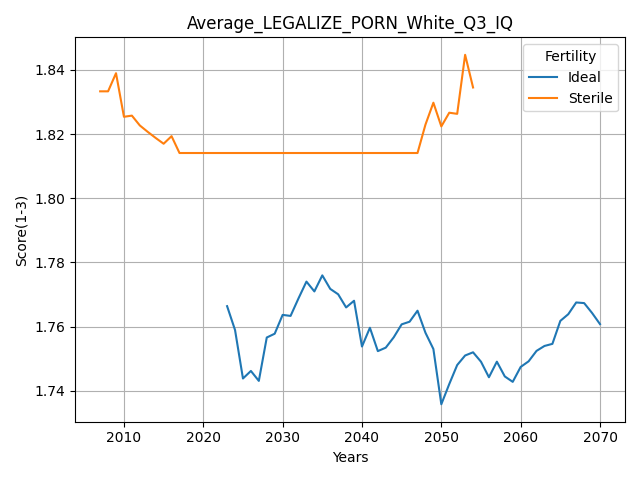 Average_LEGALIZE_PORN_White_Q3_IQ
Fertility
Ideal
Sterile
Score(1-3)
1.84
1.82
1.80
1.78
1.76
1.74
2010 2020 2030 2040 2050 2060 2070
Years